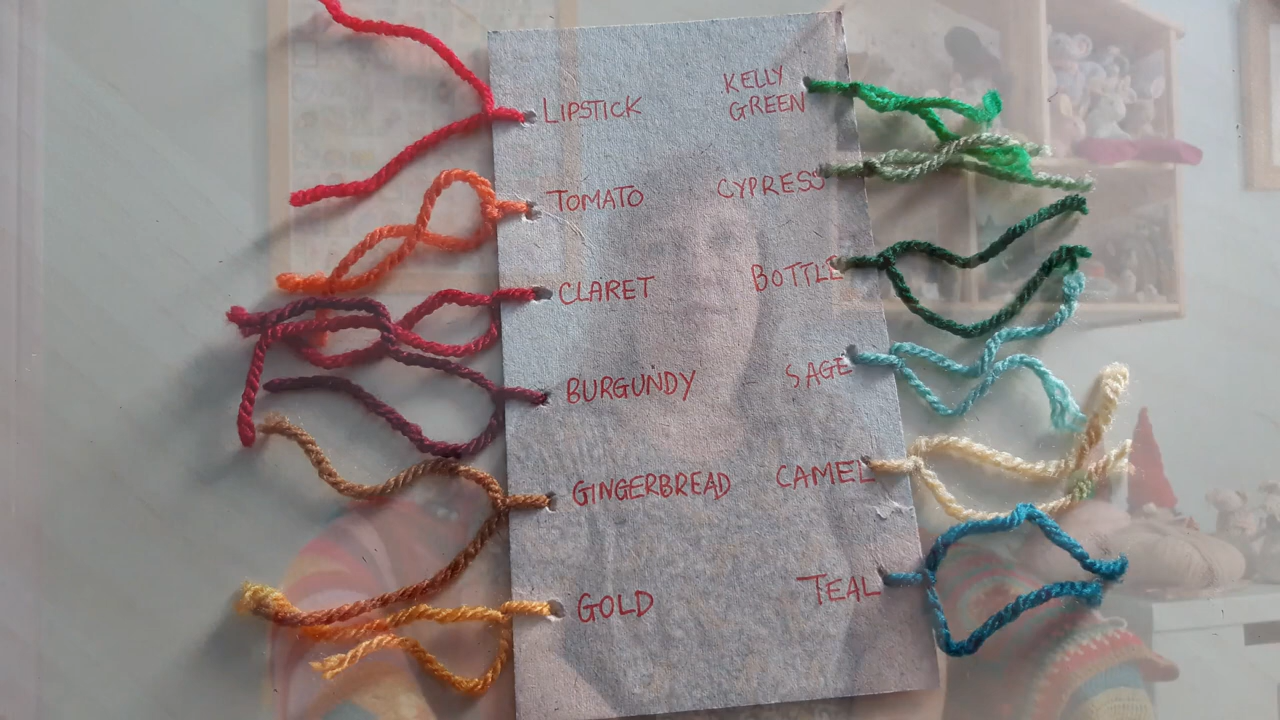 LIPSTICK
TOMATO
CLARET
BURGUNDY
GINGERBREAD
GOLD
KELLY
GREEN
CYPRESS
BOTTLE
SAGE
CAMEL
TEAL